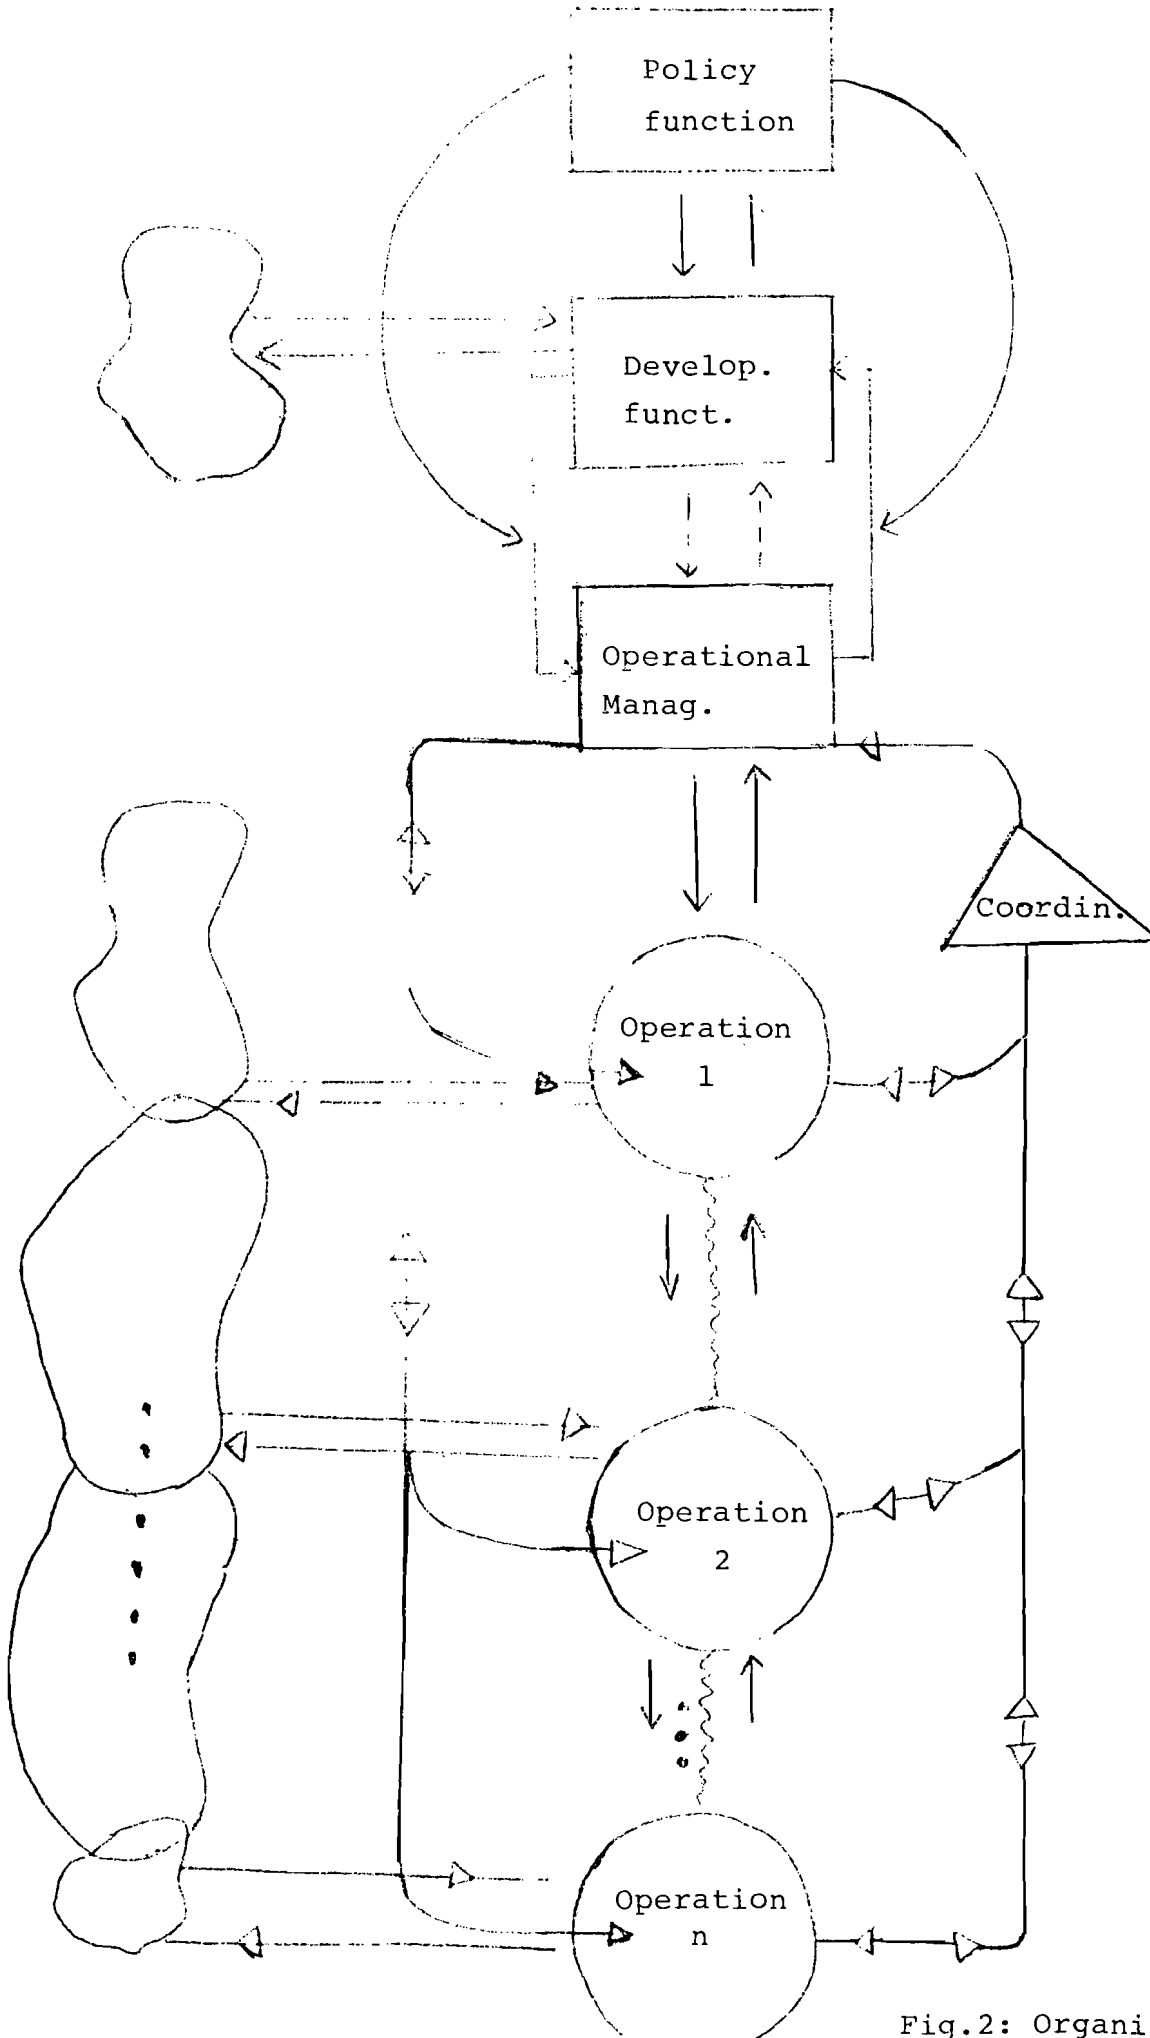 Policy
function
Develop.
funct.
Operational
Manag.
Coordin.
Operation
1
Operation
2
Operation
n
Fig.2: Organi